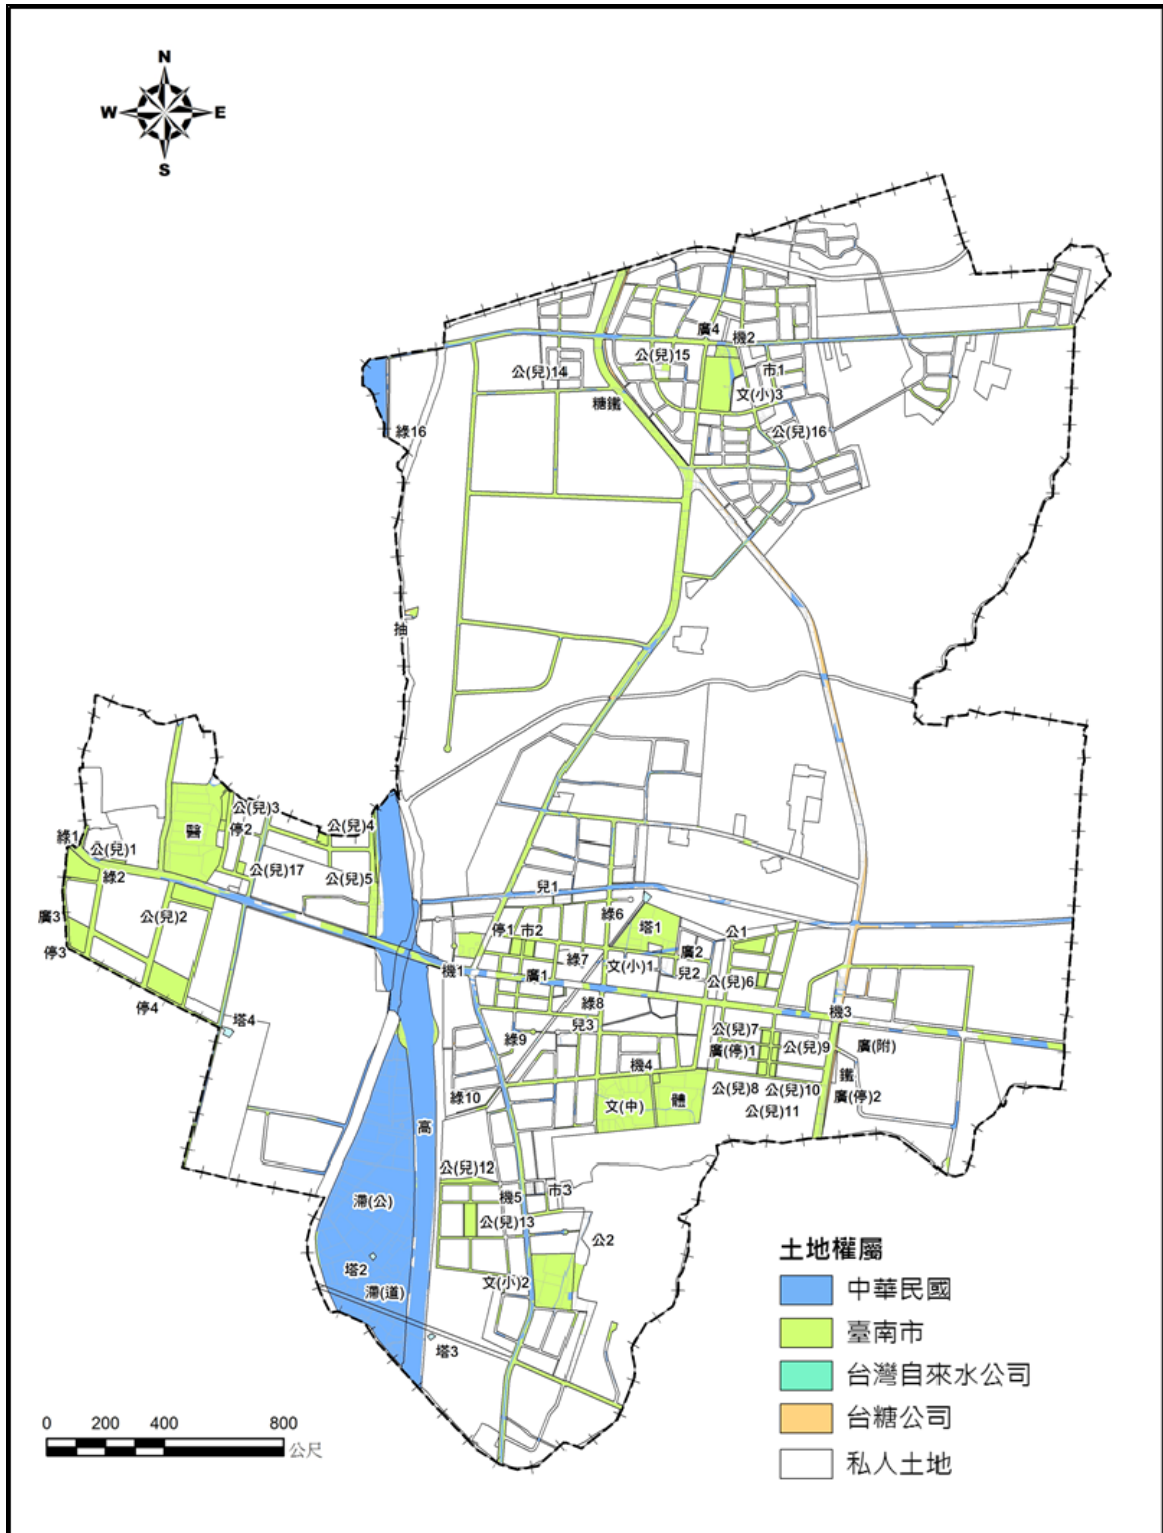 N
W
E
S
廣4
機2
公(兒)15
市1
公(兒)14
文(小)3
糖鐵
公(兒)16
綠16
抽
公(兒)3
醫
停2
公(兒)4
綠1
公(兒)1
公(兒)17
公(兒)5
綠2
兒1
公(兒)2
綠6
廣3
停1
市2
塔1
公1
停3
綠7
廣2
文(小)1
兒2
機1
廣1
公(兒)6
停4
綠8
機3
塔4
兒3
公(兒)7
綠9
廣(停)1
公(兒)9
廣(附)
機4
鐵
公(兒)8
公(兒)10
廣(停)2
綠10
文(中)
體
公(兒)11
高
公(兒)12
滯(公)
機5
市3
公(兒)13
公2
塔2
文(小)2
滯(道)
塔3
土地權屬
中華民國
臺南市
台灣自來水公司
台糖公司
私人土地
0 200 400 800
公尺